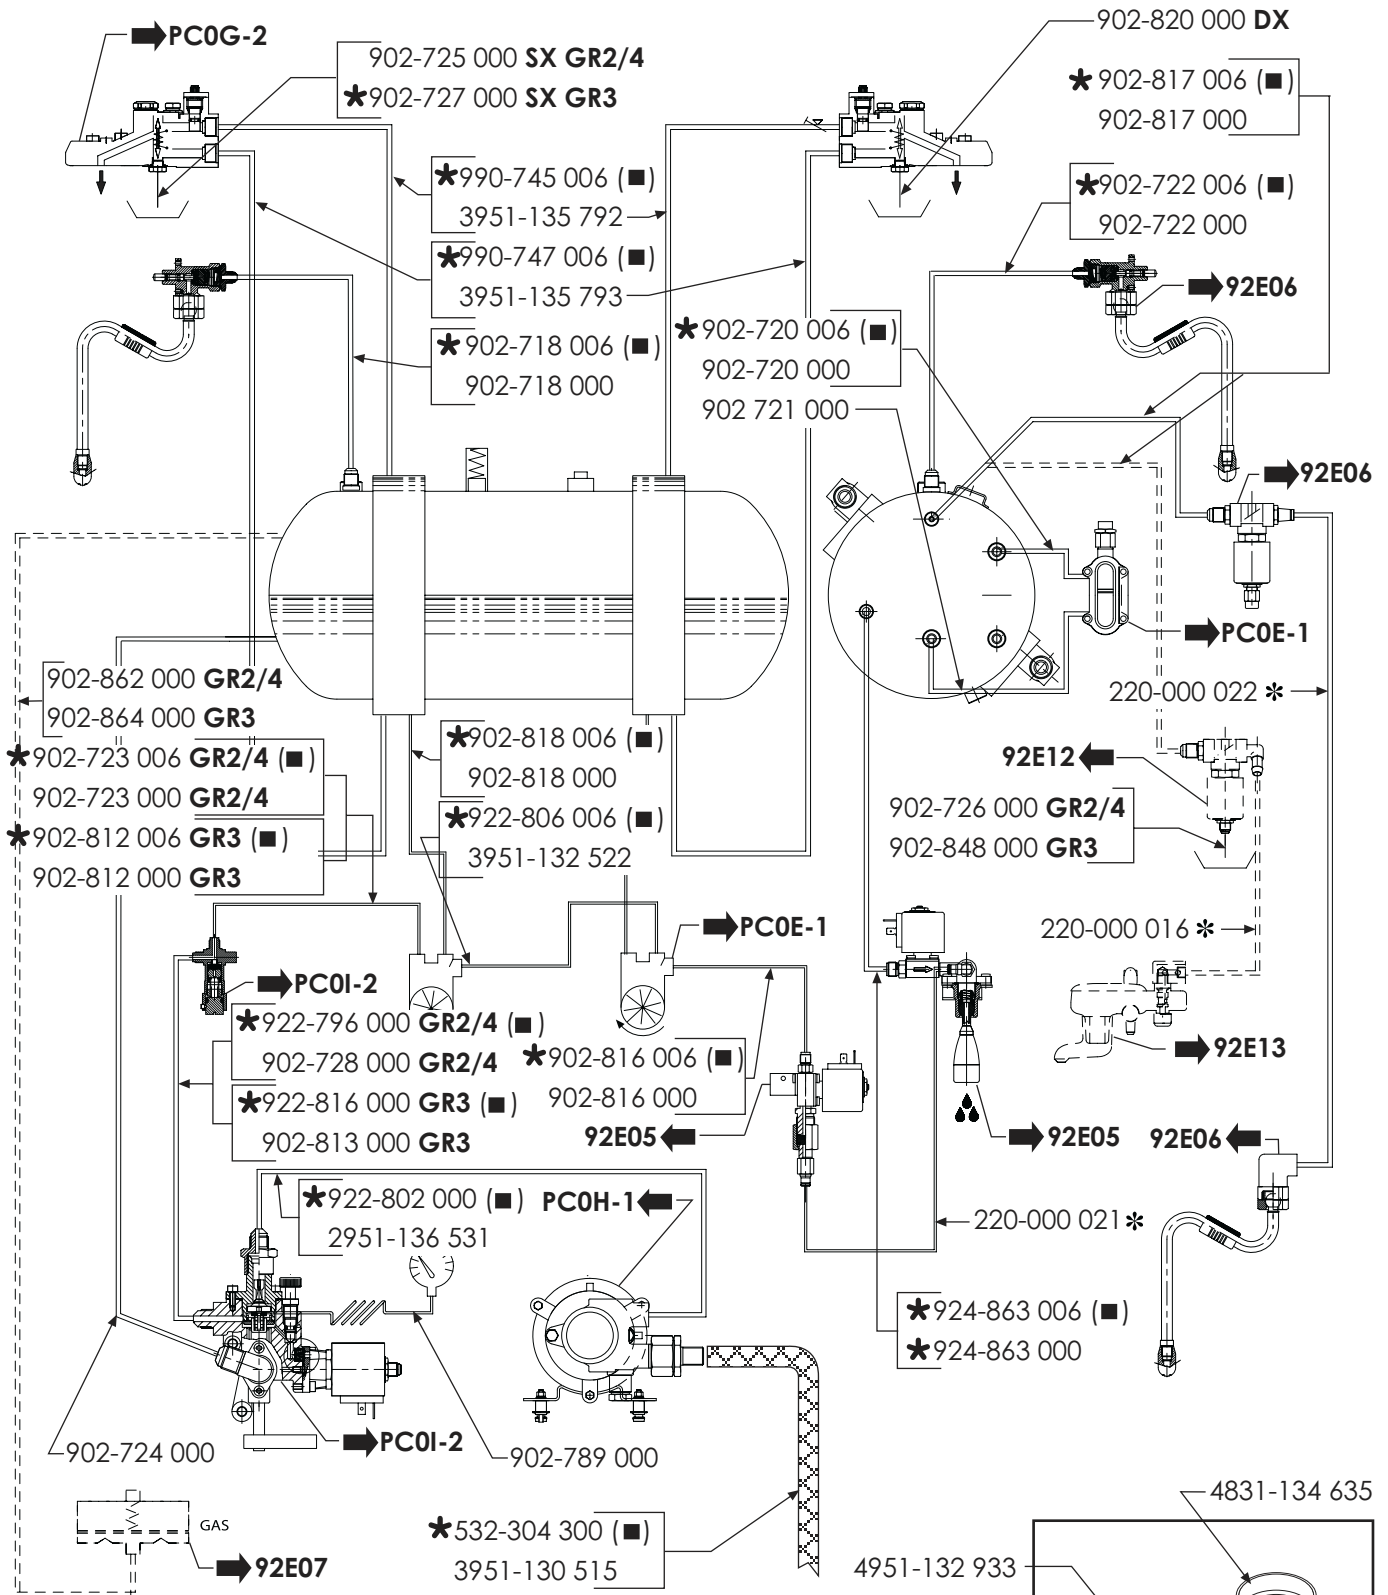 PC0G-2
902-725 000 SX GR2/4
★902-727 000 SX GR3
902-820 000 DX
★902-817 006 (■)
902-817 000
★990-745 006 (■)
3951-135 792
★902-722 006 (■)
902-722 000
★990-747 006 (■)
3951-135 793
92E06
★902-718 006 (■)
902-718 000
★902-720 006 (■)
902-720 000
902 721 000
92E06
PC0E-1
902-862 000 GR2/4
902-864 000 GR3
220-000 022 ✻
★902-723 006 GR2/4 (■)
902-723 000 GR2/4
★902-818 006 (■)
902-818 000
92E12
★902-812 006 GR3 (■)
902-812 000 GR3
★922-806 006 (■)
3951-132 522
902-726 000 GR2/4
902-848 000 GR3
PC0E-1
220-000 016 ✻
PC0I-2
★922-796 000 GR2/4 (■)
902-728 000 GR2/4
★902-816 006 (■)
902-816 000
92E13
★922-816 000 GR3 (■)
902-813 000 GR3
92E05
92E05
92E06
★922-802 000 (■)
2951-136 531
PC0H-1
220-000 021✻
★924-863 006 (■)
★924-863 000
902-724 000
PC0I-2
902-789 000
4831-134 635
GAS
★532-304 300 (■)
3951-130 515
92E07
4951-132 933